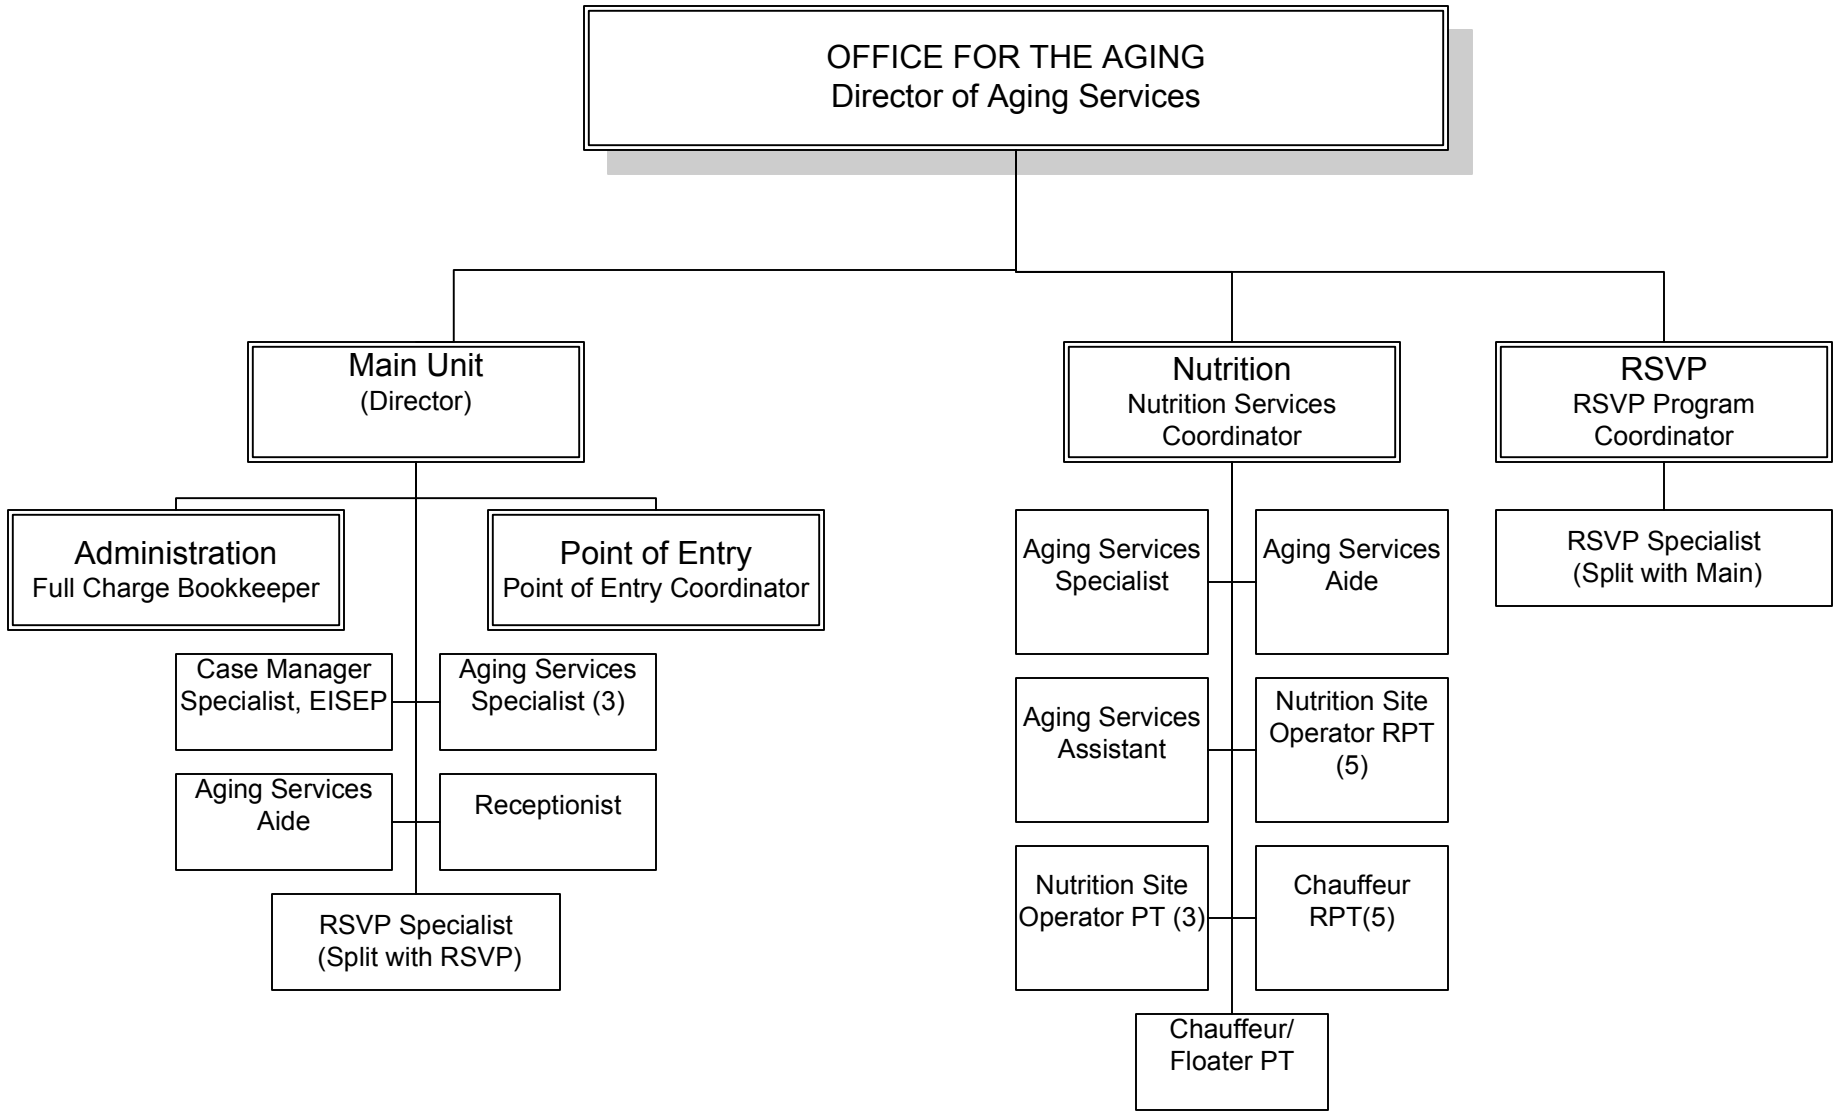 OFFICE FOR THE AGING
Director of Aging Services
Main Unit
(Director)
Nutrition
Nutrition Services
Coordinator
RSVP
RSVP Program
Coordinator
Administration
Full Charge Bookkeeper
Point of Entry
Point of Entry Coordinator
Case Manager
Specialist, EISEP
Aging Services
Specialist (3)
Aging Services
Aide
Receptionist
RSVP Specialist
(Split with RSVP)
Aging Services
Specialist
Aging Services
Aide
Aging Services
Assistant
Nutrition Site
Operator RPT
(5)
Nutrition Site
Operator PT (3)
Chauffeur
RPT(5)
Chauffeur/
Floater PT
RSVP Specialist
(Split with Main)